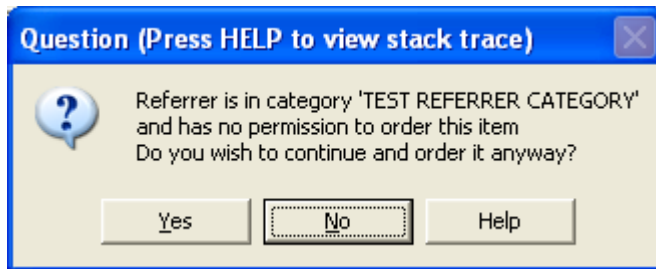 Question (Press HELP to view stack trace)
Referrer is in category 'TEST REFERRER CATEGORY'
and has no permission to order this item
Do you wish to continue and order it anyway?
Yes
No
Help